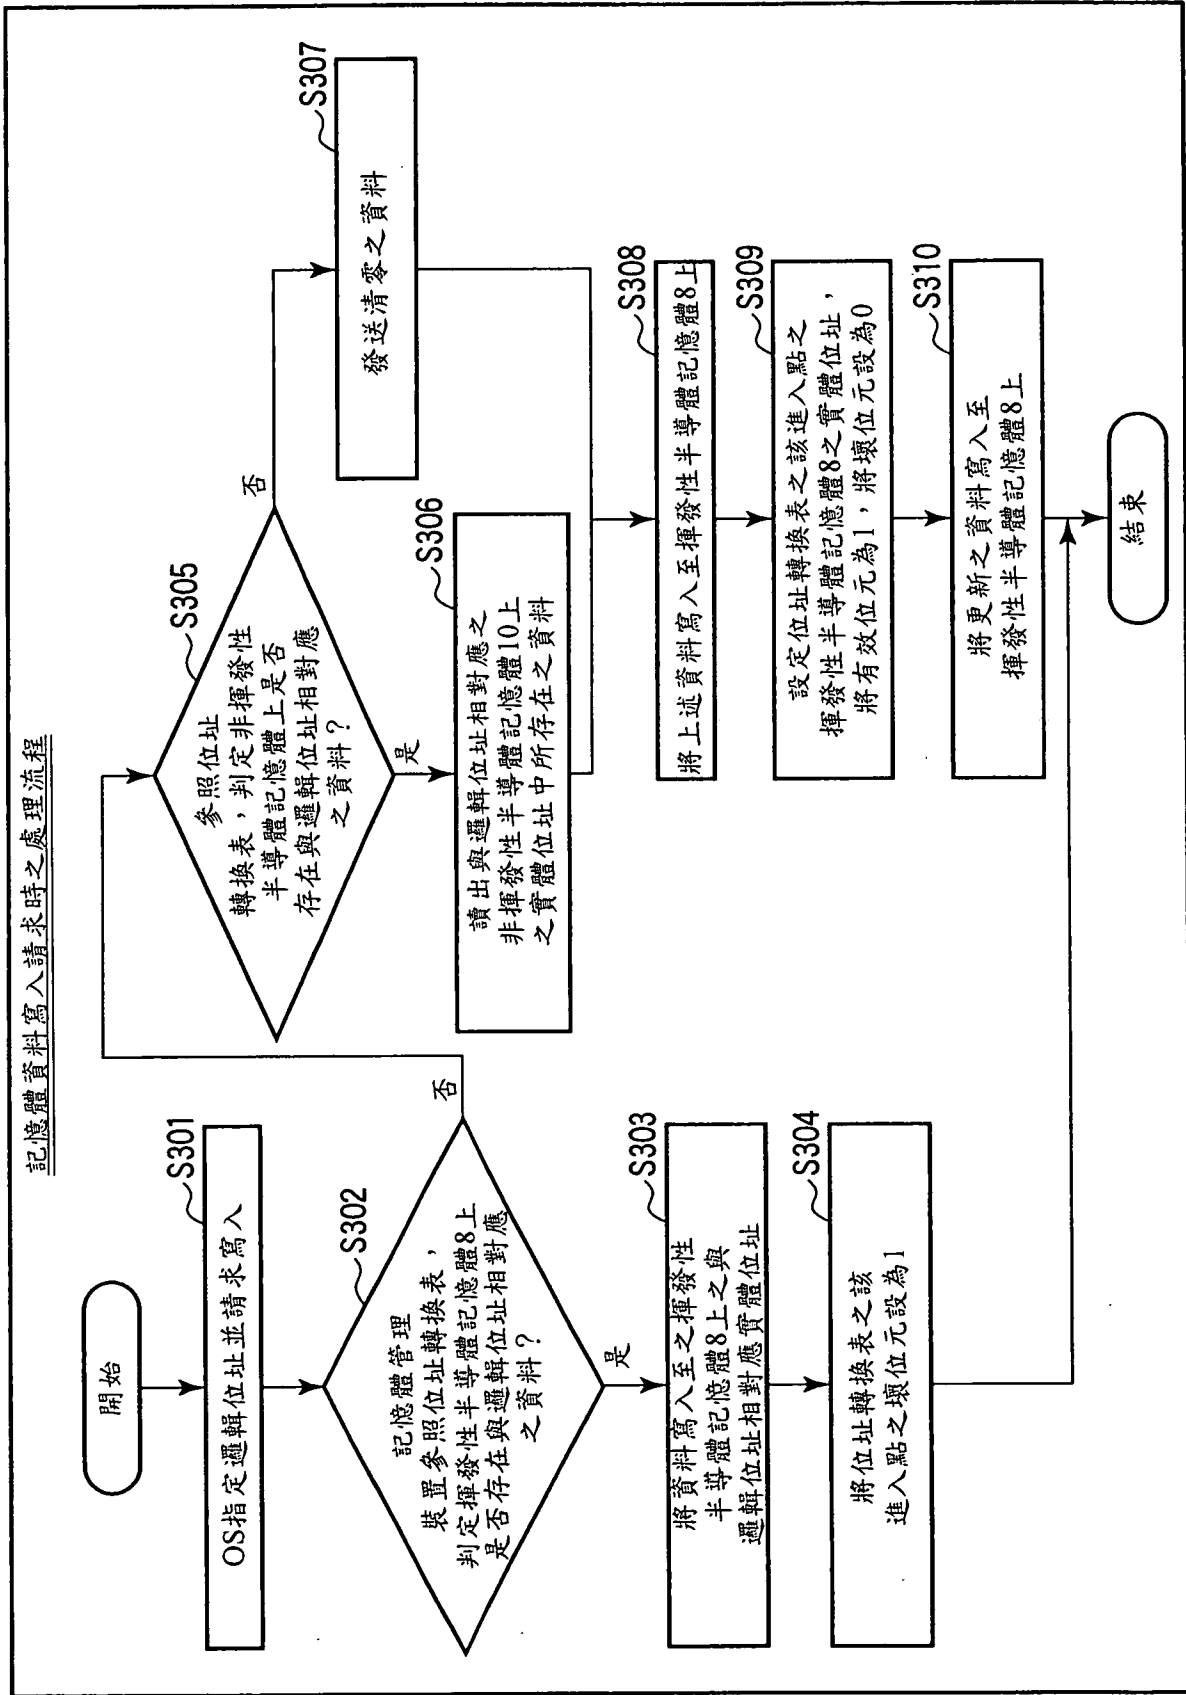 記憶體資料寫入請求時之處理流程
開始
S301
OS指定邏輯位址並請求寫入
S302
記憶體管理
裝置參照位址轉換表，
判定揮發性半導體記憶體8上
是否存在與邏輯位址相對應
之資料？
否
是
S303
將資料寫入至之揮發性
半導體記憶體8上之與
邏輯位址相對應實體位址
S304
將位址轉換表之該
進入點之壞位元設為1
S305
參照位址
轉換表，判定非揮發性
半導體記憶體上是否
存在與邏輯位址相對應
之資料？
否
是
S306
讀出與邏輯位址相對應之
非揮發性半導體記憶體10上
之實體位址中所存在之資料
S307
發送清零之資料
S308
將上述資料寫入至揮發性半導體記憶體8上
S309
設定位址轉換表之該進入點之
揮發性半導體記憶體8之實體位址，
將有效位元為1，將壞位元設為0
S310
將更新之資料寫入至
揮發性半導體記憶體8上
結束